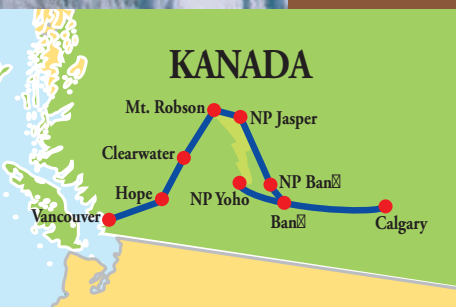 KANADA
Mt. Robson
NP Jasper
Clearwater
Hope
NP Yoho
NP Ban☒
Vancouver
Ban☒
Calgary